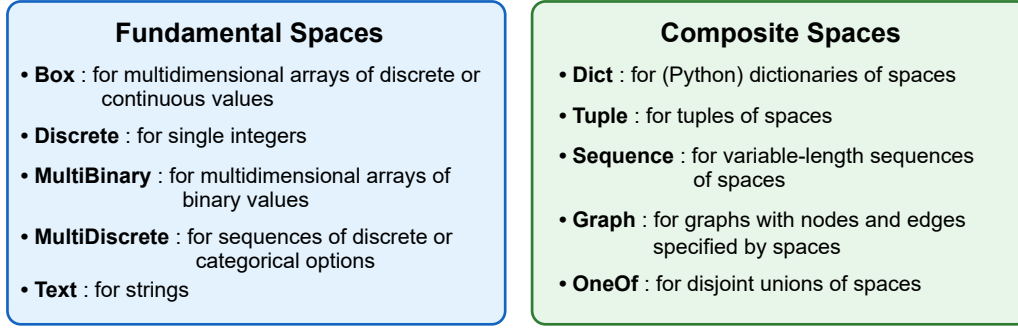 Fundamental Spaces
• Box : for multidimensional arrays of discrete or
continuous values
• Discrete : for single integers
• MultiBinary : for multidimensional arrays of
binary values
• MultiDiscrete : for sequences of discrete or
categorical options
• Text : for strings
Composite Spaces
• Dict : for (Python) dictionaries of spaces
• Tuple : for tuples of spaces
• Sequence : for variable-length sequences
of spaces
• Graph : for graphs with nodes and edges
specified by spaces
• OneOf : for disjoint unions of spaces